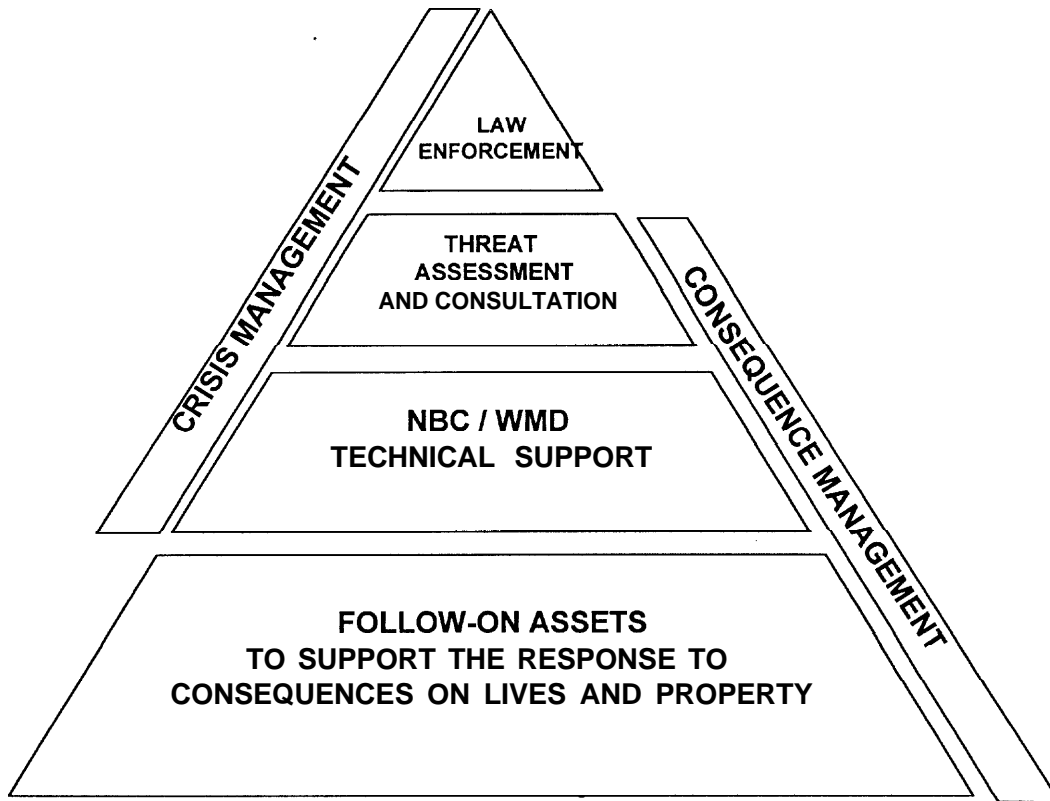 LAW
ENFORCEMENT
CRISIS MANAGEMENT
THREAT
ASSESSMENT
AND CONSULTATION
CONSEQUENCE MANAGEMENT
NBC / WMD
TECHNICAL SUPPORT
FOLLOW-ON ASSETS
TO SUPPORT THE RESPONSE TO
CONSEQUENCES ON LIVES AND PROPERTY